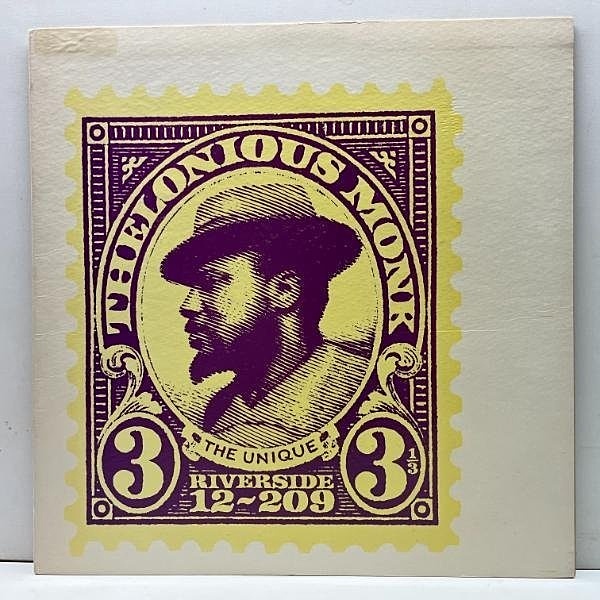 THELONIOUS MONK
THE UNIQUE
3
3 1/3
RIVERSIDE
12~209